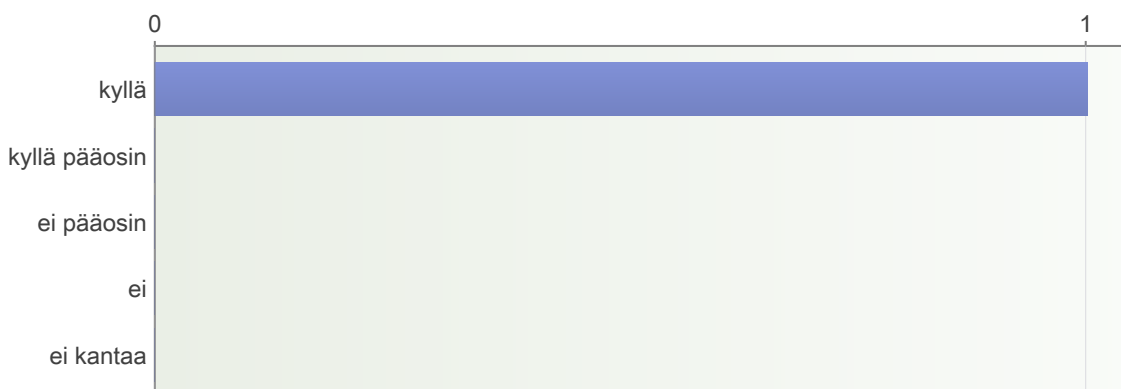 0 1
kyllä
kyllä pääosin
ei pääosin
ei
ei kantaa